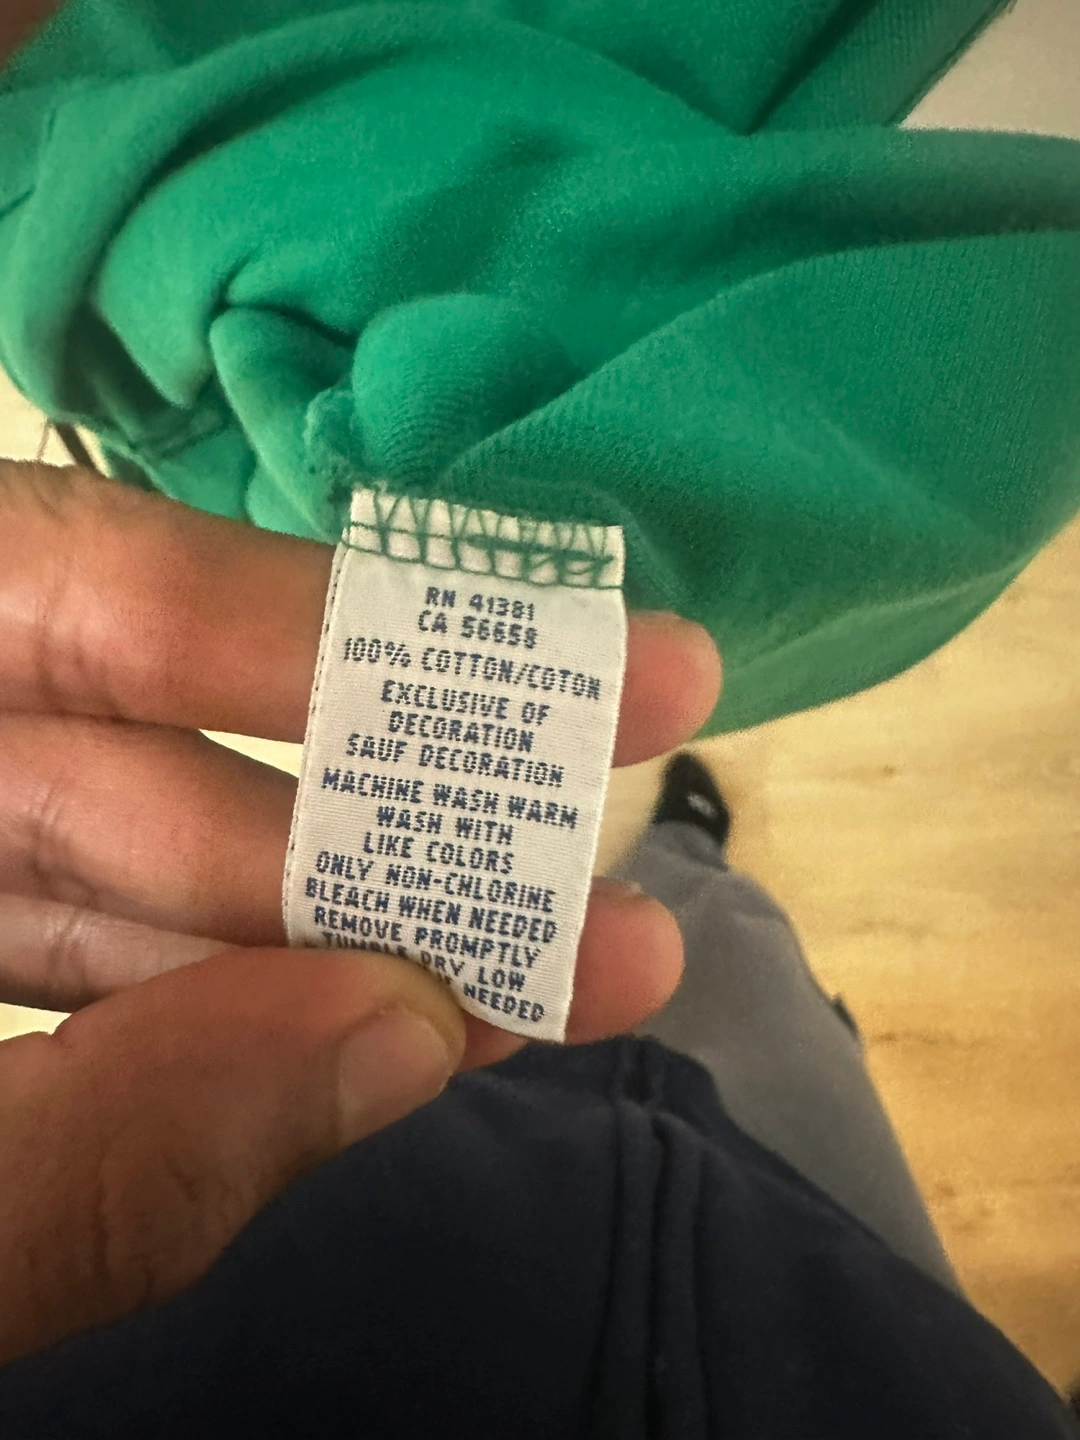 RN 41381
CA 56658
100% COTTON/COTON
EXCLUSIVE OF
DECORATION
SAUF DECORATION
MACHINE WASH WARM
WASH WITH
LIKE COLORS
ONLY NON-CHLORINE
BLEACH WHEN NEEDED
REMOVE PROMPTLY
TUMBLE DRY LOW
NEEDED